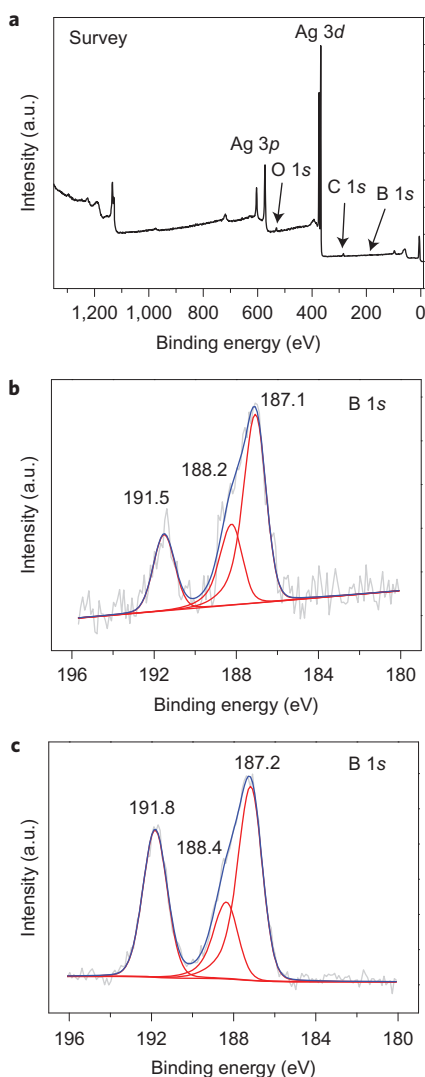 a
Survey
Ag 3d
Ag 3p
O 1s
C 1s
B 1s
Intensity (a.u.)
1,200 1,000 800 600 400 200 0
Binding energy (eV)
b
B 1s
187.1
188.2
191.5
Intensity (a.u.)
196 192 188 184 180
Binding energy (eV)
c
B 1s
187.2
191.8
188.4
Intensity (a.u.)
196 192 188 184 180
Binding energy (eV)